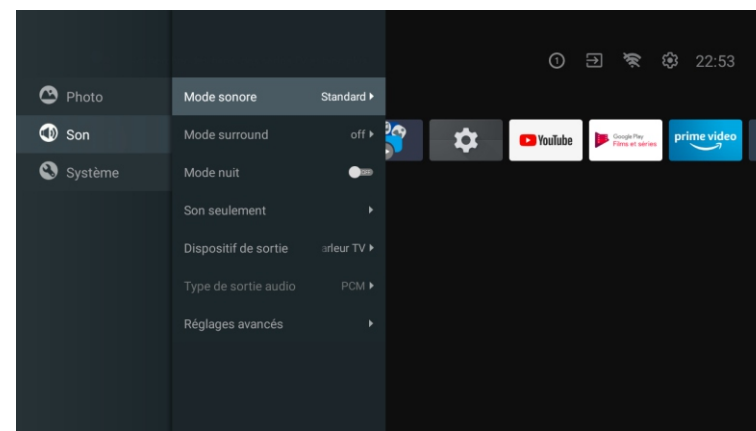 22:53
Photo
Son
Système
Mode sonore Standard
Mode surround off
Mode nuit
Son seulement
Dispositif de sortie arleur TV
Type de sortie audio PCM
Réglages avancés
YouTube
Google Play
Films et séries
prime video